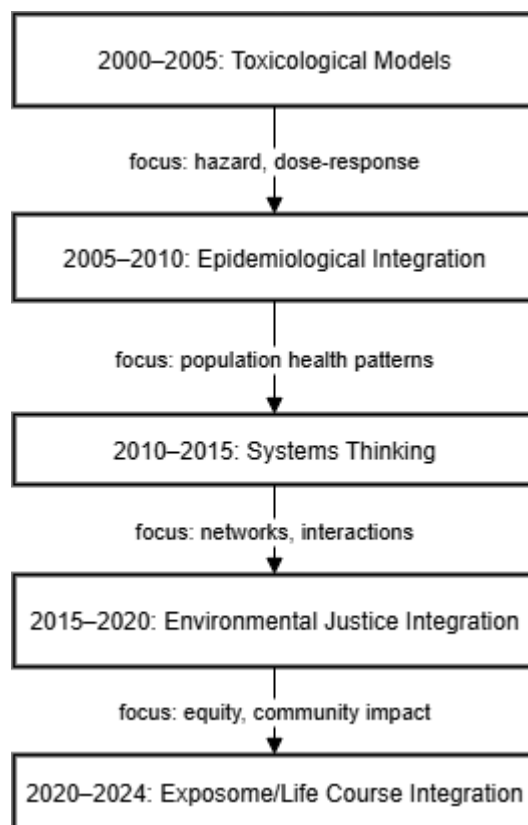 2000–2005: Toxicological Models
focus: hazard, dose-response
2005–2010: Epidemiological Integration
focus: population health patterns
2010–2015: Systems Thinking
focus: networks, interactions
2015–2020: Environmental Justice Integration
focus: equity, community impact
2020–2024: Exposome/Life Course Integration